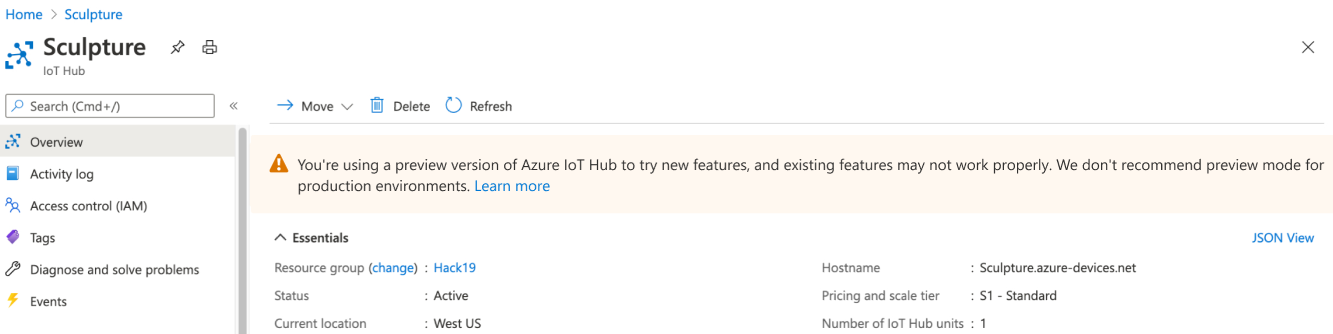 Home > Sculpture
Sculpture
IoT Hub
Search (Cmd+/)
«
Move
Delete
Refresh
Overview
Activity log
Access control (IAM)
Tags
Diagnose and solve problems
Events
You're using a preview version of Azure IoT Hub to try new features, and existing features may not work properly. We don't recommend preview mode for
production environments. Learn more
Essentials
JSON View
Resource group (change) : Hack19
Hostname : Sculpture.azure-devices.net
Status : Active
Pricing and scale tier : S1 - Standard
Current location : West US
Number of IoT Hub units : 1